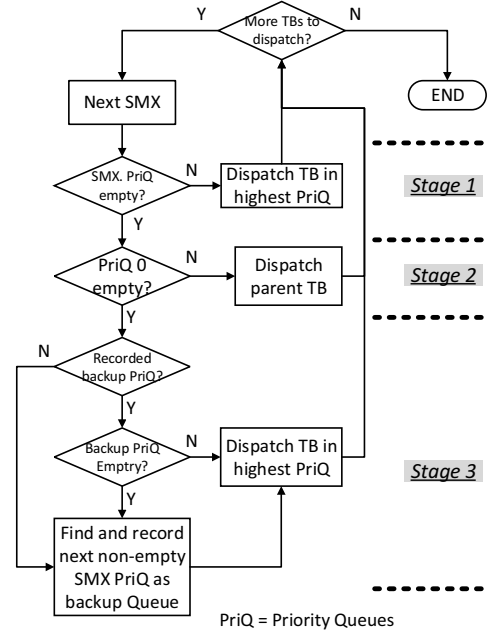 Y
More TBs to
dispatch?
N
Next SMX
END
SMX. PriQ
empty?
N
Dispatch TB in
highest PriQ
Stage 1
Y
PriQ 0
empty?
N
Dispatch
parent TB
Stage 2
Y
N
Recorded
backup PriQ?
Y
Backup PriQ
Emptry?
N
Dispatch TB in
highest PriQ
Stage 3
Y
Find and record
next non-empty
SMX PriQ as
backup Queue
PriQ = Priority Queues